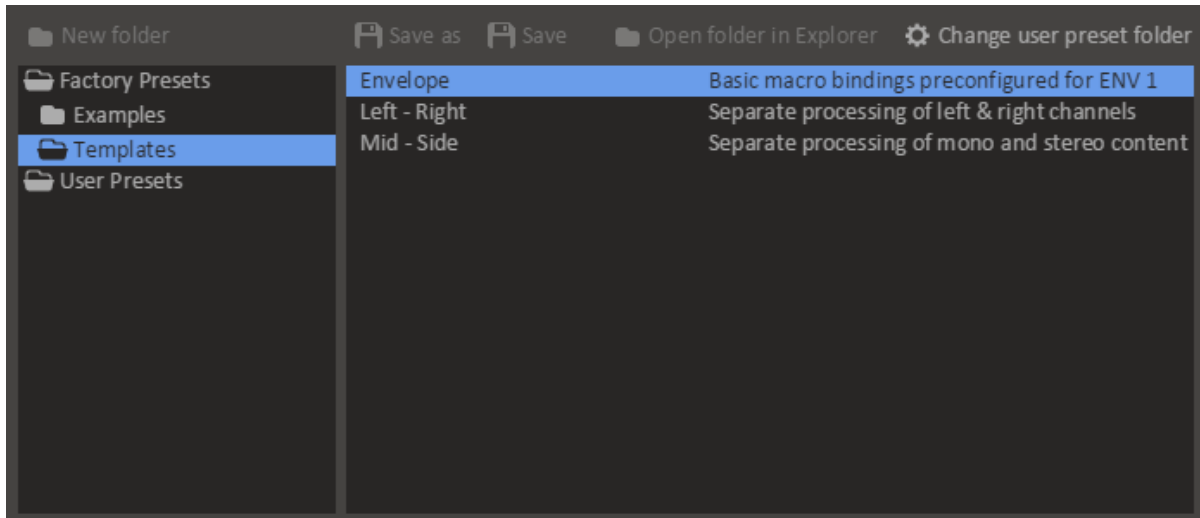 New folder
Save as Save Open folder in Explorer Change user preset folder
Factory Presets
Examples
Templates
User Presets
Envelope Basic macro bindings preconfigured for ENV 1
Left - Right Separate processing of left & right channels
Mid - Side Separate processing of mono and stereo content